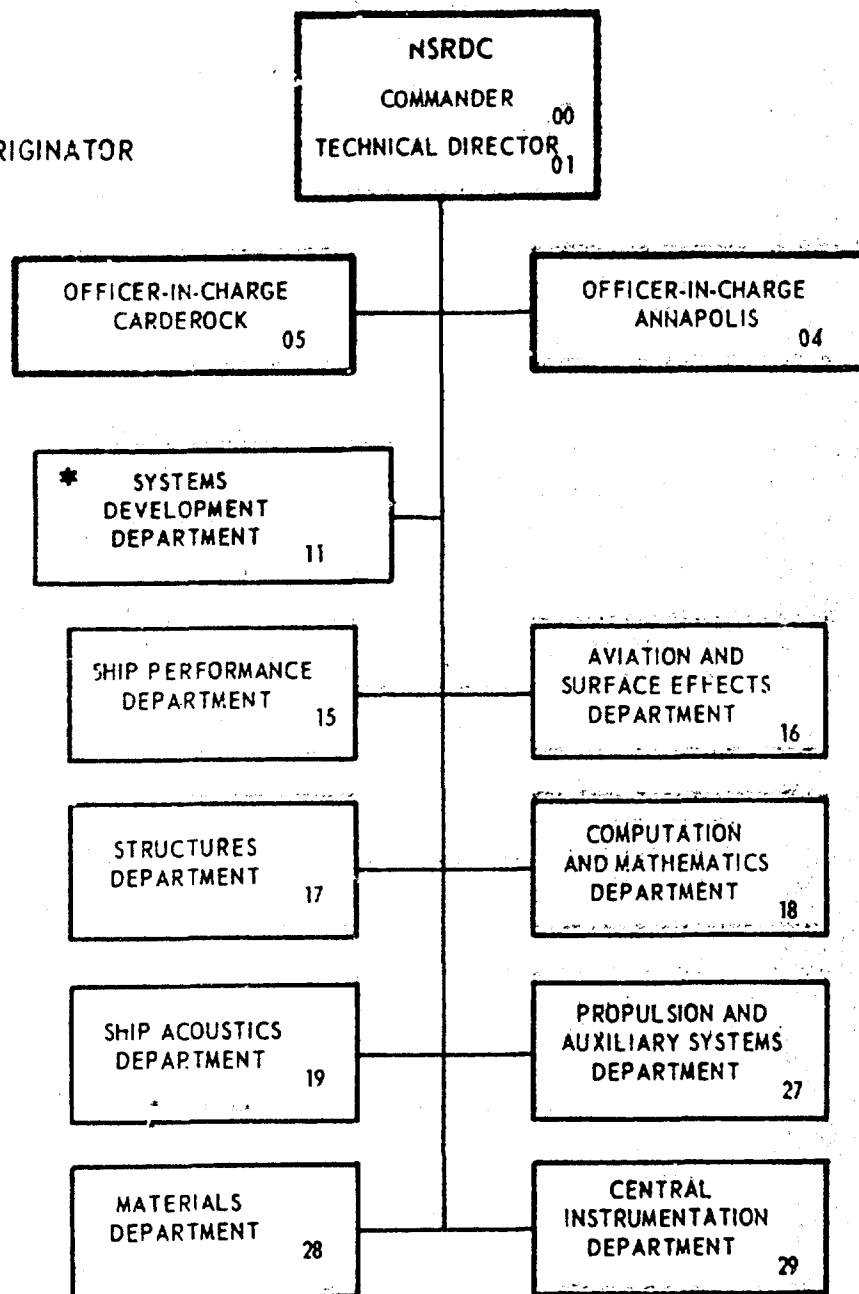 NSRDC
COMMANDER
00
TECHNICAL DIRECTOR
01
RIGINATOR
OFFICER-IN-CHARGE
CARDEROCK
05
OFFICER-IN-CHARGE
ANNAPOLIS
04
* SYSTEMS
DEVELOPMENT
DEPARTMENT
11
SHIP PERFORMANCE
DEPARTMENT
15
AVIATION AND
SURFACE EFFECTS
DEPARTMENT
16
STRUCTURES
DEPARTMENT
17
COMPUTATION
AND MATHEMATICS
DEPARTMENT
18
SHIP ACOUSTICS
DEPARTMENT
19
PROPULSION AND
AUXILIARY SYSTEMS
DEPARTMENT
27
MATERIALS
DEPARTMENT
28
CENTRAL
INSTRUMENTATION
DEPARTMENT
29